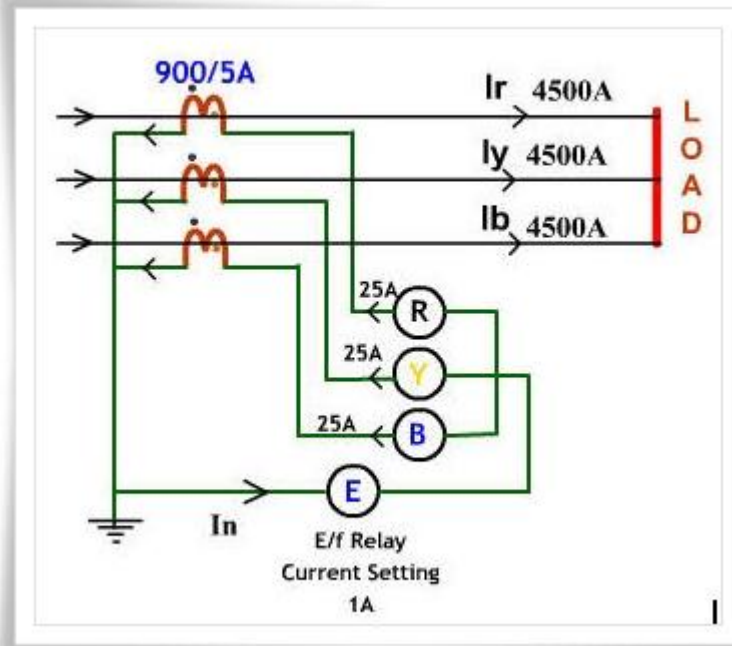 900/5A
Ir 4500A
Iy 4500A
Ib 4500A
L
O
A
D
25A R
25A Y
25A B
E
In
E/f Relay
Current Setting
1A